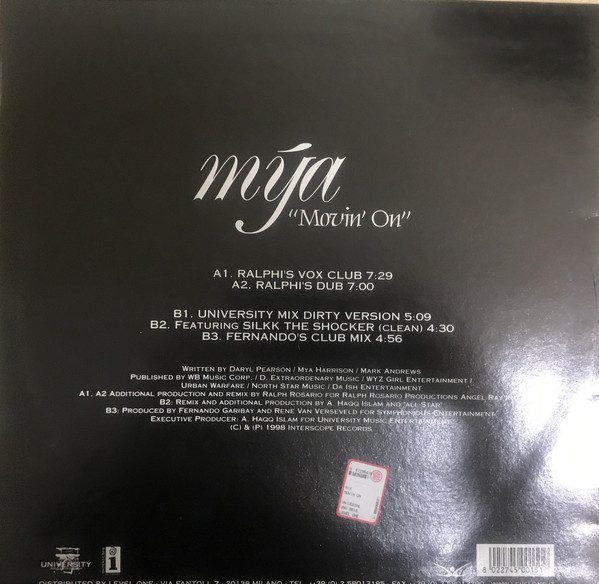 mýa
“Movin' On”
A1. RALPHI'S VOX CLUB 7:29
A2. RALPHI'S DUB 7:00
B1. UNIVERSITY MIX DIRTY VERSION 5:09
B2. FEATURING SILKK THE SHOCKER (CLEAN) 4:30
B3. FERNANDO'S CLUB MIX 4:56
WRITTEN BY DARYL PEARSON / MYA HARRISON / MARK ANDREWS
PUBLISHED BY WB MUSIC CORP. / D. EXTRAORDENARY MUSIC / WYZ GIRL ENTERTAINMENT /
URBAN WARFARE / NORTH STAR MUSIC / DA ISH ENTERTAINMENT
A1, A2 ADDITIONAL PRODUCTION AND REMIX BY RALPH ROSARIO FOR RALPH ROSARIO PRODUCTIONS ANGEL RAY
B2: REMIX AND ADDITIONAL PRODUCTION BY A. HAQQ ISLAM AND "ALL STAR"
B3: PRODUCED BY FERNANDO GARIBAY AND RENE VAN VERSEVELD FOR SYMPHONIOUS ENTERTAINMENT
EXECUTIVE PRODUCER: A. HAQQ ISLAM FOR UNIVERSITY MUSIC ENTERTAINMENT.
(C) & (P) 1998 INTERSCOPE RECORDS.
UNIVERSITY
DISTRIBUTED BY LEVEL ONE - VIA FANTOLI, 7 - 20138 MILANO - TEL.